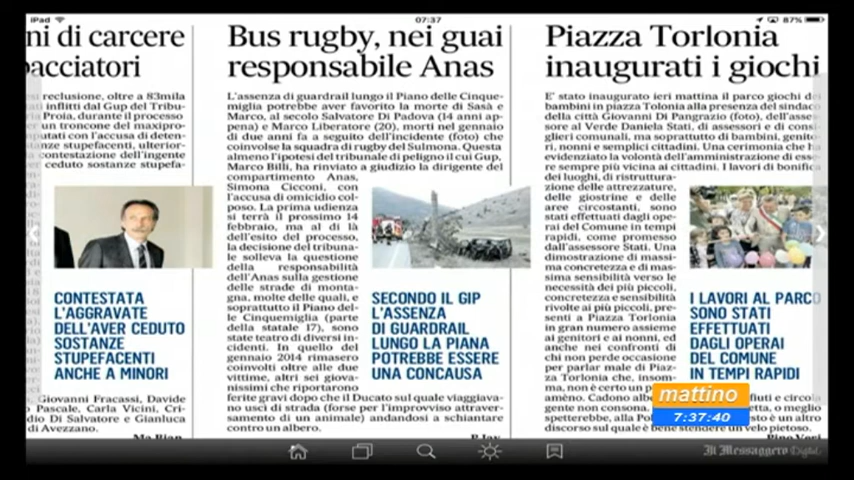 iPad
07:37
87%
ni di carcere
pacciatori
si reclusione, oltre a 83mila
inflitti dal Gup del Tribu-
Proia, durante il processo
un troncone del maxipro-
putati con l'accusa di deten-
stanze stupefacenti, ulterior-
contestazione dell'ingente
r ceduto sostanze stupefa-
CONTESTATA
L'AGGRAVATE
DELL'AVER CEDUTO
SOSTANZE
STUPEFACENTI
ANCHE A MINORI
, Giovanni Fracassi, Davide
Pascale, Carla Vicini, Cri-
Di Salvatore e Gianluca
di Avezzano.
Bus rugby, nei guai
responsabile Anas
L'assenza di guardrail lungo il Piano delle Cinque-
miglia potrebbe aver favorito la morte di Sasà e
Marco, al secolo Salvatore Di Padova (14 anni ap-
pena) e Marco Liberatore (20), morti nel gennaio
di due anni fa a seguito dell'incidente (foto) che
coinvolse la squadra di rugby del Sulmona. Questa
almeno l'ipotesi del tribunale di peligno il cui Gup,
Marco Billi, ha rinviato a giudizio la dirigente del
compartimento Anas,
Simona Cicconi, con
l'accusa di omicidio col-
poso. La prima udienza
si terrà il prossimo 14
febbraio, ma al di là
dell'esito del processo,
la decisione del tribuna-
le solleva la questione
della responsabilità
dell'Anas sulla gestione
delle strade di monta-
gna, molte delle quali, e
soprattutto il Piano del-
le Cinquemiglia (parte
della statale 17), sono
state teatro di diversi in-
cidenti. In quello del
gennaio 2014 rimasero
coinvolti oltre alle due
vittime, altri sei giova-
nissimi che riportarono
ferite gravi dopo che il Ducato sul quale viaggiava-
no uscì di strada (forse per l'improvviso attraver-
samento di un animale) andandosi a schiantare
contro un albero.
SECONDO IL GIP
L'ASSENZA
DI GUARDRAIL
LUNGO LA PIANA
POTREBBE ESSERE
UNA CONCAUSA
Piazza Torlonia
inaugurati i giochi
E' stato inaugurato ieri mattina il parco giochi dei
bambini in piazza Tolonia alla presenza del sindaco
della città Giovanni Di Pangrazio (foto), dell'asses-
sore al Verde Daniela Stati, di assessori e di consi-
glieri comunali, ma soprattutto di bambini, genito-
ri, nonni e semplici cittadini. Una cerimonia che ha
evidenziato la volontà dell'amministrazione di esse-
re sempre più vicina ai cittadini. I lavori di bonifica
dei luoghi, di ristruttura-
zione delle attrezzature,
delle giostrine e delle
aree circostanti, sono
stati effettuati dagli ope-
rai del Comune in tem-
pi rapidi, come promesso
dall'assessore Stati. Una
dimostrazione di massi-
ma concretezza e di mas-
sima sensibilità verso le
necessità dei più piccoli,
concretezza e sensibilità
rivolte ai più piccoli, pre-
senti a Piazza Torlonia
in gran numero assieme
ai genitori e ai nonni, ed
anche nei confronti di
chi non perde occasione
per parlar male di Piaz-
za Torlonia che, insom-
ma, non è certo un p
amèno. Cadono albe
gente non consona.
spetterebbe, alla Pol
discorso sul quale è bene stendere un velo pietoso.
I LAVORI AL PARCO
SONO STATI
EFFETTUATI
DAGLI OPERAI
DEL COMUNE
IN TEMPI RAPIDI
mattino
7:37:40
Il Messaggero Digital